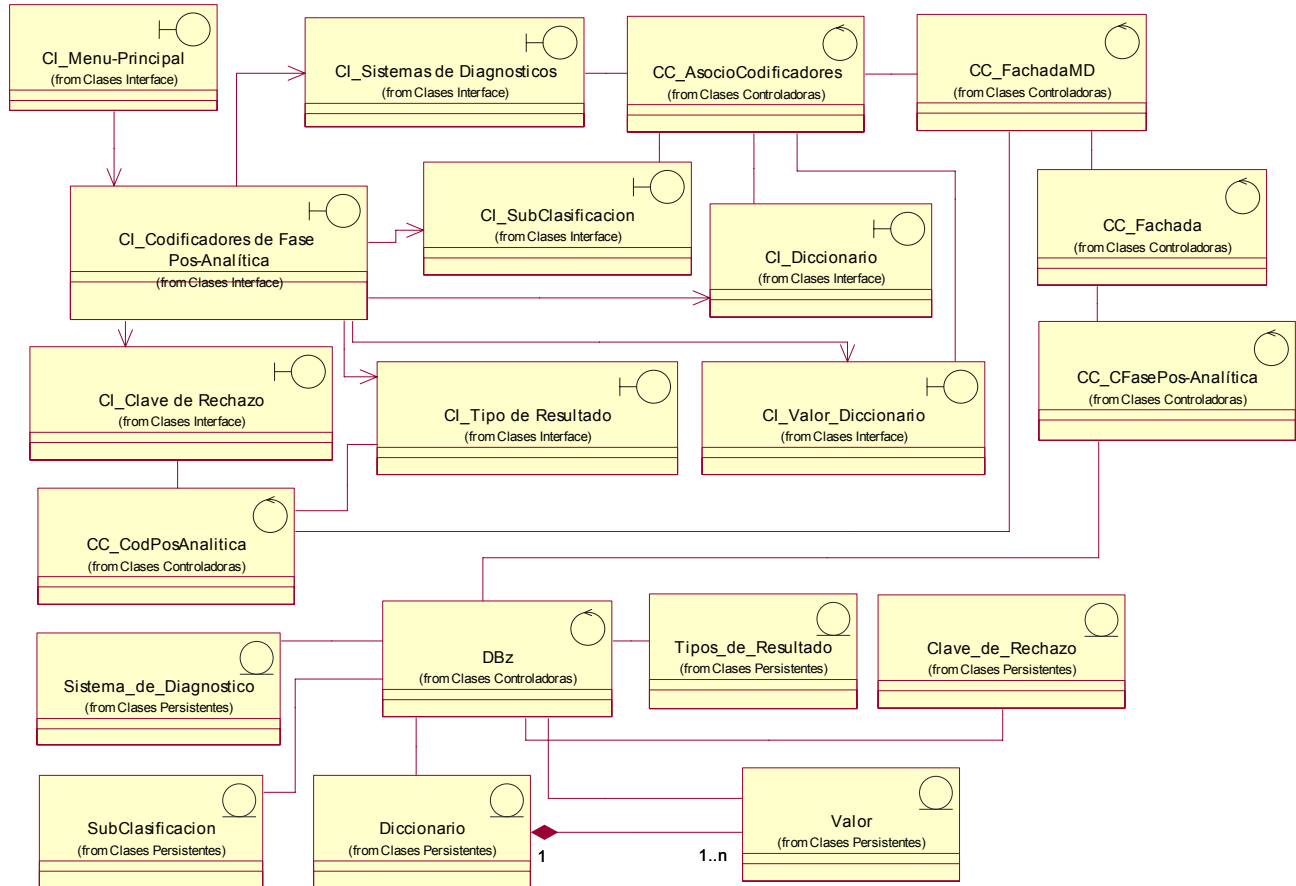 CI_Menu-Principal
(from Clases Interface)
CI_Sistemas de Diagnosticos
(from Clases Interface)
CC_AsocioCodificadores
(from Clases Controladoras)
CC_FachadaMD
(from Clases Controladoras)
CI_Codificadores de Fase
Pos-Analítica
(from Clases Interface)
CI_SubClasificacion
(from Clases Interface)
CI_Diccionario
(from Clases Interface)
CC_Fachada
(from Clases Controladoras)
CI_Clave de Rechazo
(from Clases Interface)
CI_Tipo de Resultado
(from Clases Interface)
CI_Valor_Diccionario
(from Clases Interface)
CC_CFasePos-Analítica
(from Clases Controladoras)
CC_CodPosAnalitica
(from Clases Controladoras)
Sistema_de_Diagnostico
(from Clases Persistentes)
DBz
(from Clases Controladoras)
Tipos_de_Resultado
(from Clases Persistentes)
Clave_de_Rechazo
(from Clases Persistentes)
SubClasificacion
(from Clases Persistentes)
Diccionario
(from Clases Persistentes)
1
1..n
Valor
(from Clases Persistentes)